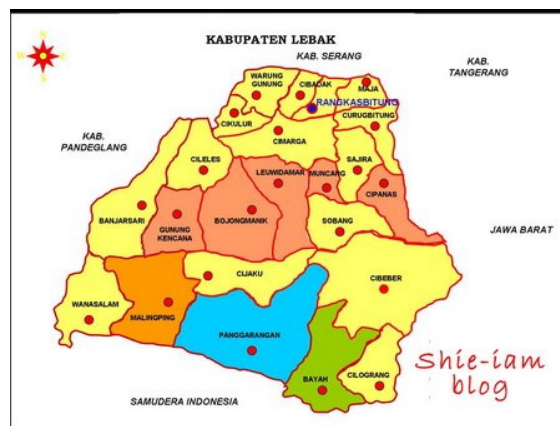 KABUPATEN LEBAK
N
W
E
S
KAB. SERANG
KAB.
TANGERANG
WARUNG
GUNUNG
CIBADAK
MAJA
RANGKASBITUNG
CURUGBITUNG
CIKULUR
CIMARGA
KAB.
PANDEGLANG
CILELES
LEUWIDAMAR
MUNCANG
SAJIRA
CIPANAS
BANJARSARI
GUNUNG
KENCANA
BOJONGMANIK
SOBANG
JAWA BARAT
CIJAKU
CIBEBER
WANASALAM
MALINGPING
PANGGARANGAN
BAYAH
CILOGRANG
Shie-iam
blog
SAMUDERA INDONESIA